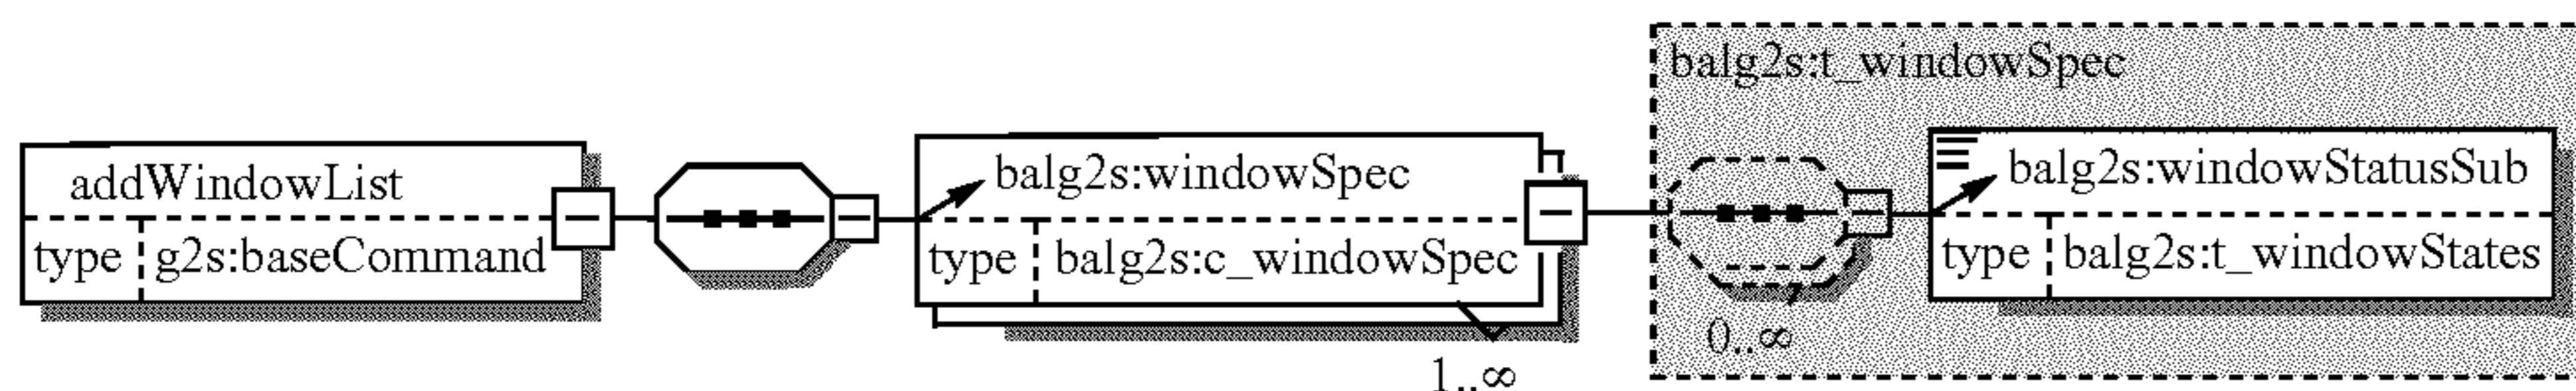 addWindowList
type g2s:baseCommand
balg2s:windowSpec
type balg2s:c_windowSpec
1..∞
balg2s:t_windowSpec
0..∞
balg2s:windowStatusSub
type balg2s:t_windowStates